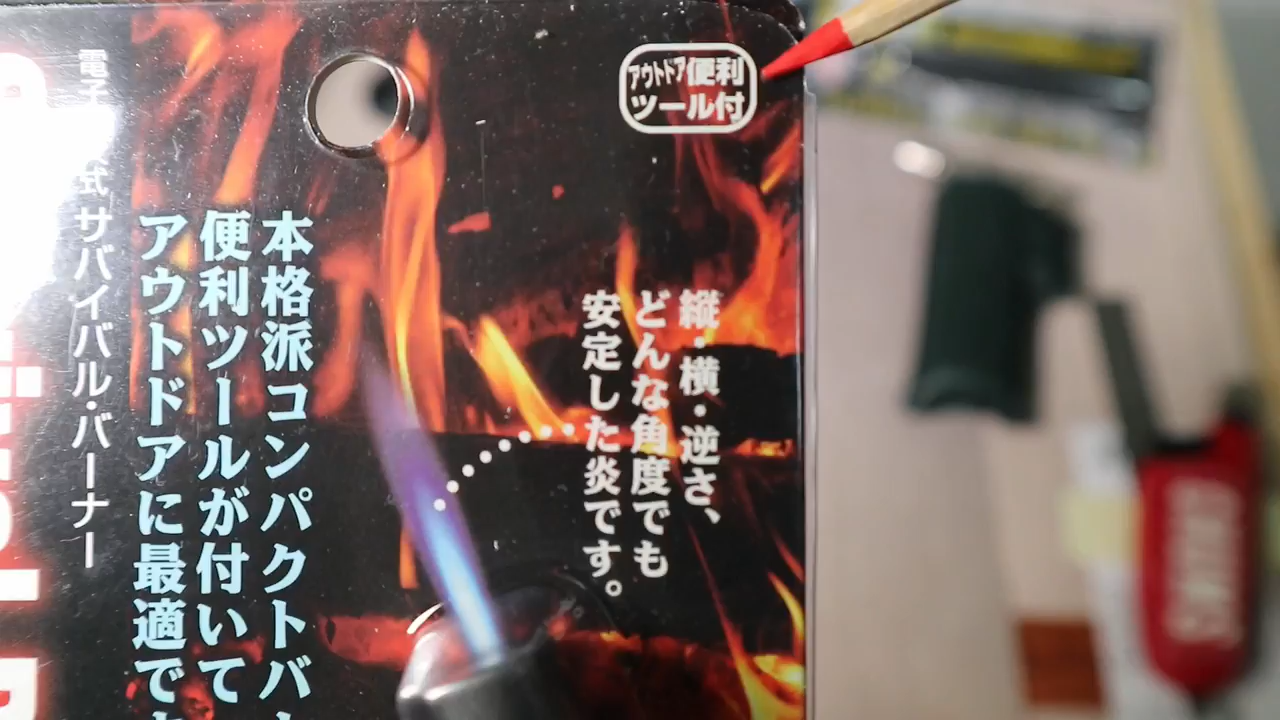 アウトドア便利
ツール付
縦・横・逆さ、
どんな角度でも
安定した炎です。
本格派コンパクトバ
便利ツールが付いて
アウトドアに最適で
電子 式 サバイバル・バーナー